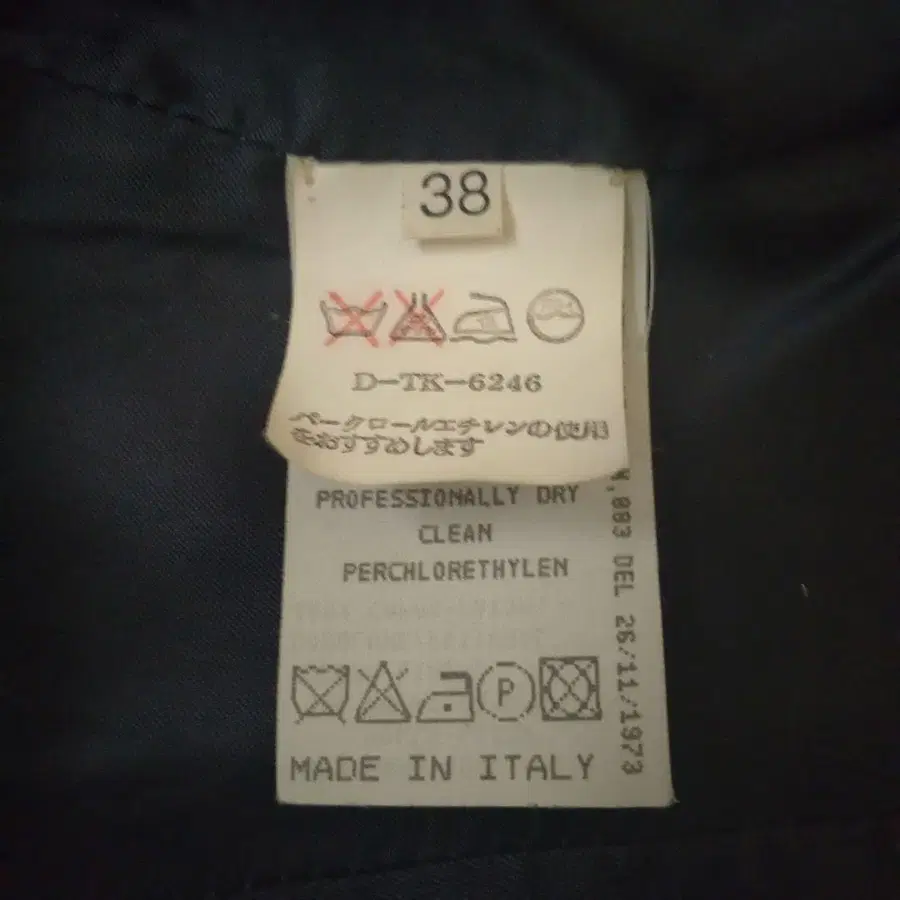 38
D-TK-6246
パークロールエチレンの使用
をおすすめします
PROFESSIONALLY DRY
CLEAN
PERCHLORETHYLEN
P
MADE IN ITALY
.883 DEL 26/11/1973